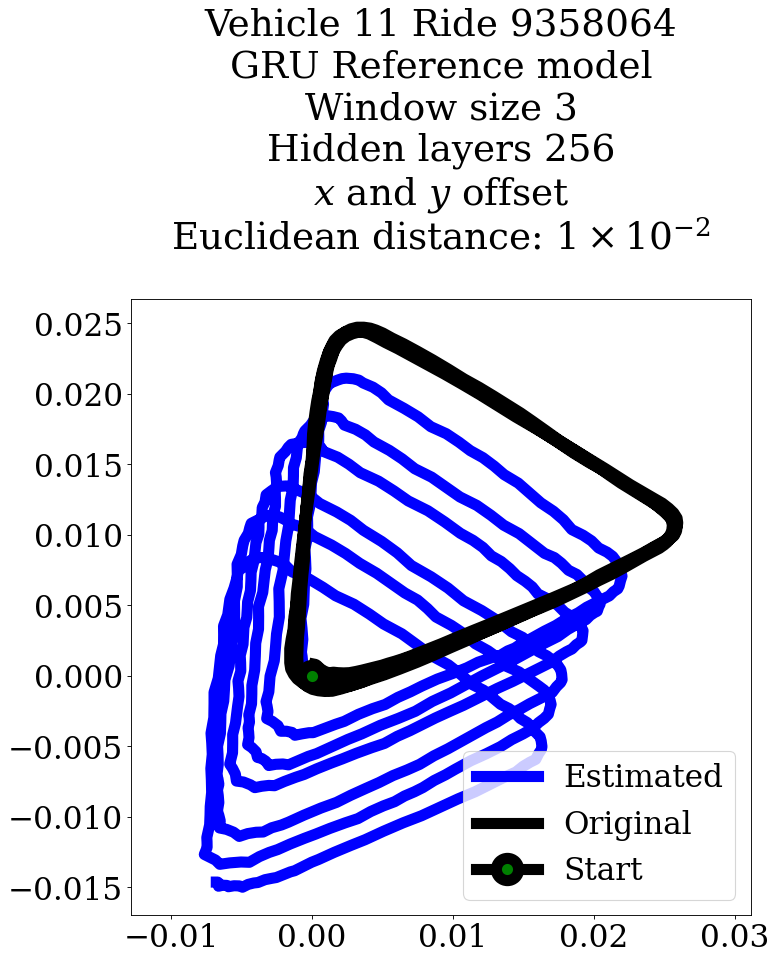 Vehicle 11 Ride 9358064
GRU Reference model
Window size 3
Hidden layers 256
x and y offset
Euclidean distance: 1 × 10⁻²
0.025
0.020
0.015
0.010
0.005
0.000
−0.005
−0.010
−0.015
Estimated
Original
Start
−0.01 0.00 0.01 0.02 0.03